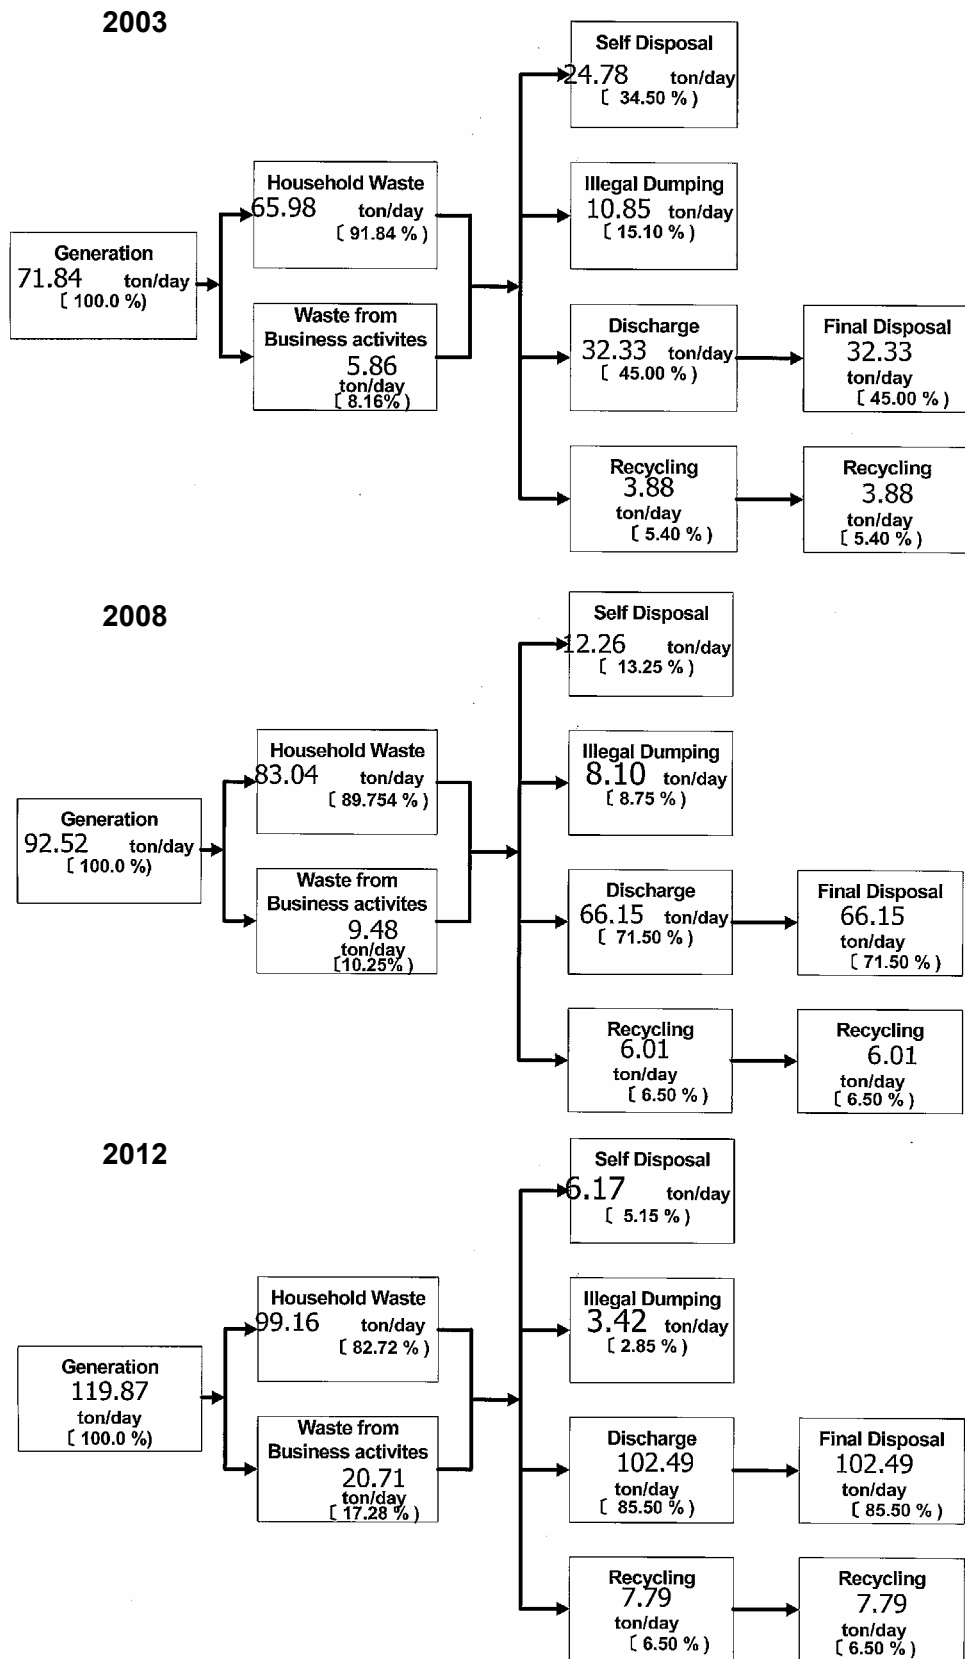 2003
Self Disposal
24.78 ton/day
[ 34.50 % )
Household Waste
65.98 ton/day
[ 91.84 % )
Illegal Dumping
10.85 ton/day
[ 15.10 % )
Generation
71.84 ton/day
[ 100.0 %)
Waste from
Business activites
5.86
ton/day
[ 8.16% )
Discharge
32.33 ton/day
[ 45.00 % )
Final Disposal
32.33
ton/day
[ 45.00 % )
Recycling
3.88
ton/day
[ 5.40 % )
Recycling
3.88
ton/day
[ 5.40 % )
2008
Self Disposal
12.26 ton/day
[ 13.25 % )
Household Waste
83.04 ton/day
[ 89.754 % )
Illegal Dumping
8.10 ton/day
[ 8.75 % )
Generation
92.52 ton/day
[ 100.0 %)
Waste from
Business activites
9.48
ton/day
[10.25% )
Discharge
66.15 ton/day
[ 71.50 % )
Final Disposal
66.15
ton/day
[ 71.50 % )
Recycling
6.01
ton/day
[ 6.50 % )
Recycling
6.01
ton/day
[ 6.50 % )
2012
Self Disposal
6.17 ton/day
[ 5.15 % )
Household Waste
99.16 ton/day
[ 82.72 % )
Illegal Dumping
3.42 ton/day
[ 2.85 % )
Generation
119.87
ton/day
[ 100.0 %)
Waste from
Business activites
20.71
ton/day
[ 17.28 % )
Discharge
102.49
ton/day
[ 85.50 % )
Final Disposal
102.49
ton/day
[ 85.50 % )
Recycling
7.79
ton/day
[ 6.50 % )
Recycling
7.79
ton/day
[ 6.50 % )